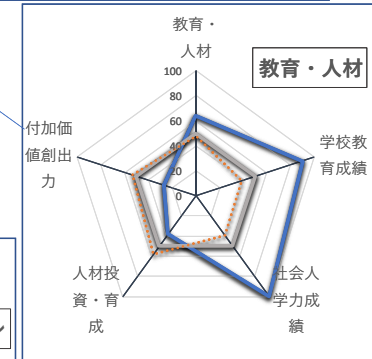 教育・
人材
教育・人材
100
80
60
40
20
0
学校教
育成績
付加価
値創出
力
人材投
資・育
成
社会人
学力成
績